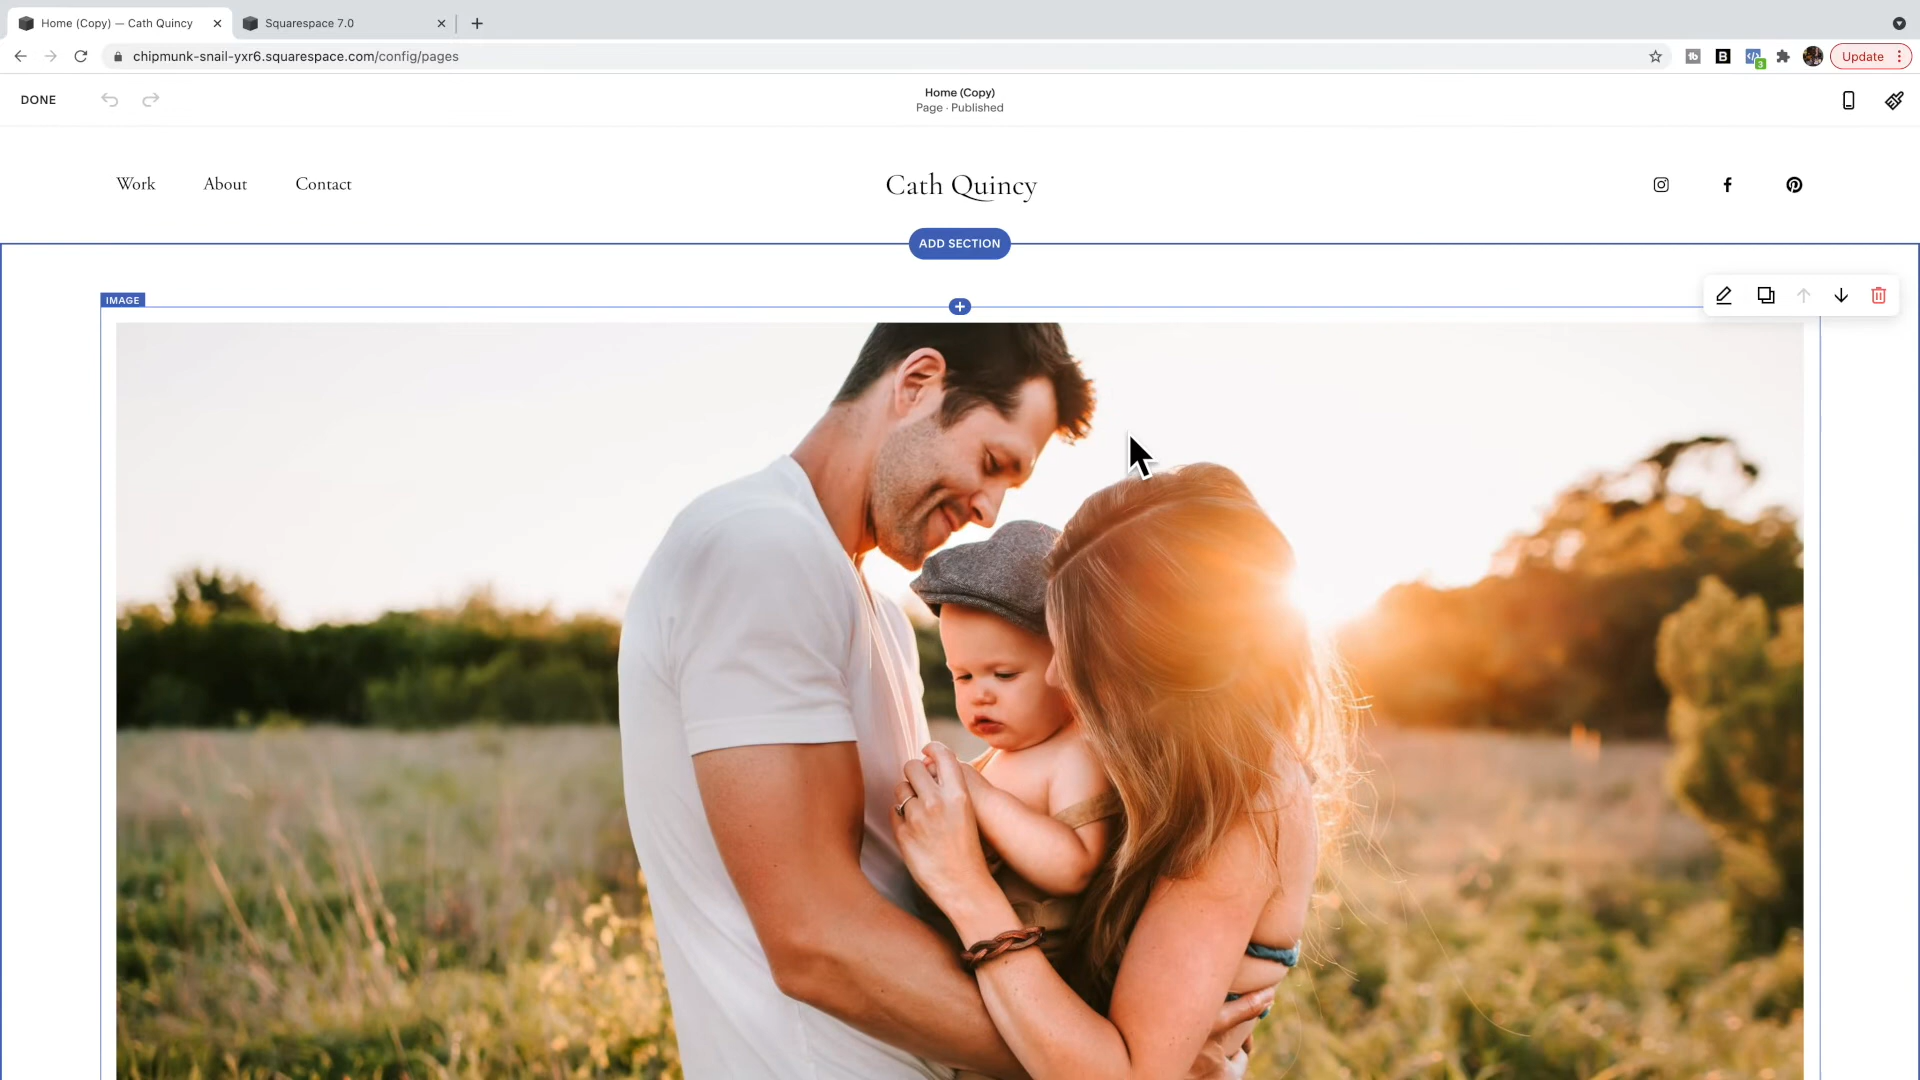 Home (Copy) — Cath Quincy
Squarespace 7.0
chipmunk-snail-yxr6.squarespace.com/config/pages
B
3
Update
DONE
Home (Copy)
Page · Published
Work
About
Contact
Cath Quincy
ADD SECTION
IMAGE